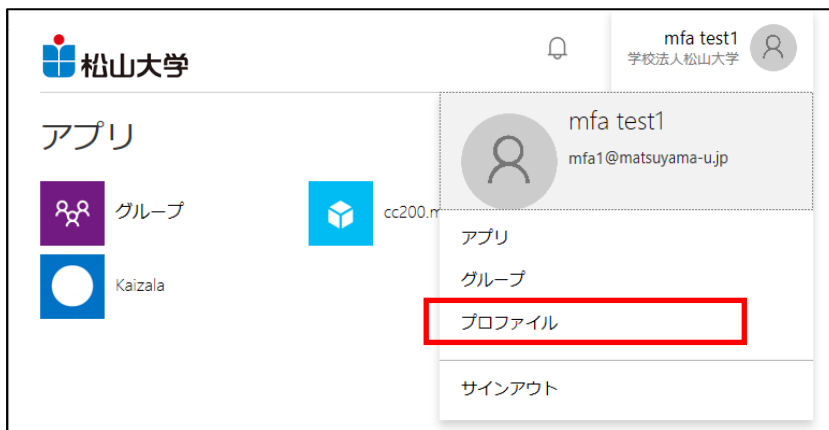 松山大学
mfa test1
学校法人松山大学
アプリ
グループ
cc200.m
Kaizala
mfa test1
mfa1@matsuyama-u.jp
アプリ
グループ
プロファイル
サインアウト